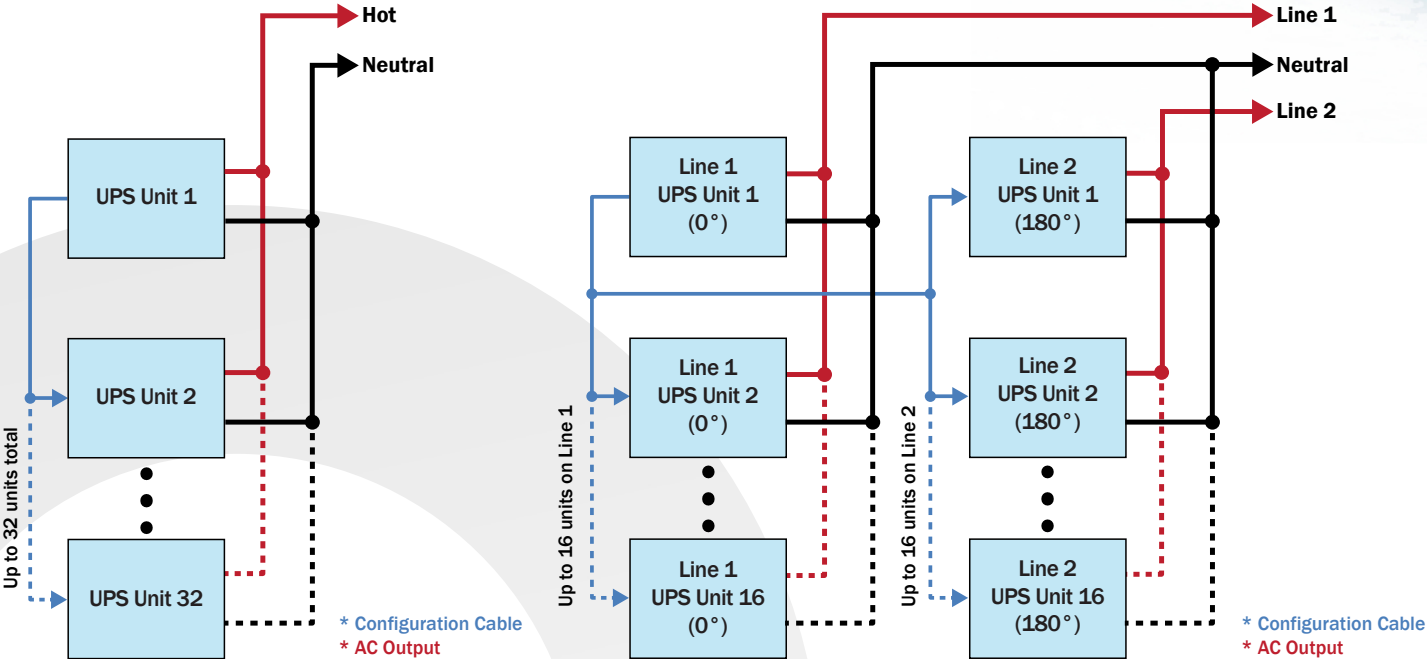 Hot
Neutral
UPS Unit 1
UPS Unit 2
UPS Unit 32
Up to 32 units total
* Configuration Cable
* AC Output
Line 1
Neutral
Line 2
Line 1
UPS Unit 1
(0°)
Line 2
UPS Unit 1
(180°)
Line 1
UPS Unit 2
(0°)
Line 2
UPS Unit 2
(180°)
Up to 16 units on Line 1
Up to 16 units on Line 2
Line 1
UPS Unit 16
(0°)
Line 2
UPS Unit 16
(180°)
* Configuration Cable
* AC Output